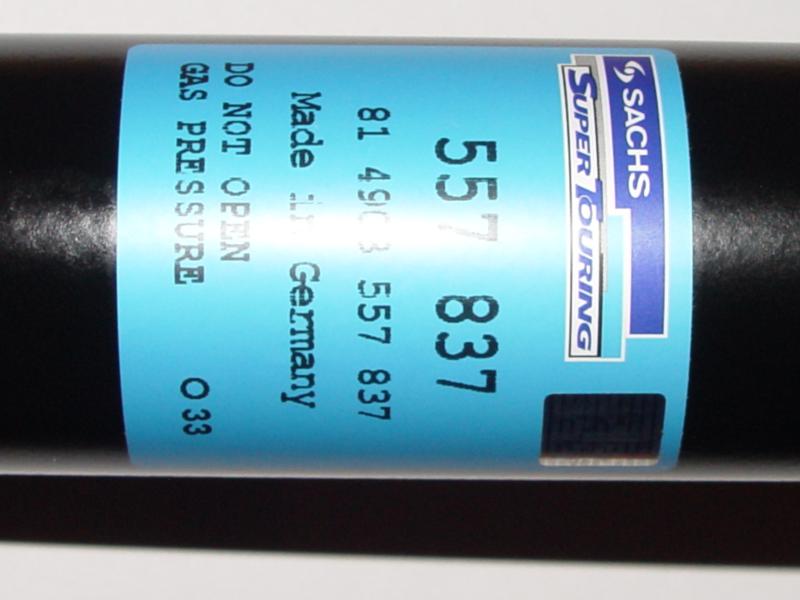 SACHS
SUPER TOURING
557 837
81 4903 557 837
Made in Germany
DO NOT OPEN
GAS PRESSURE O 33